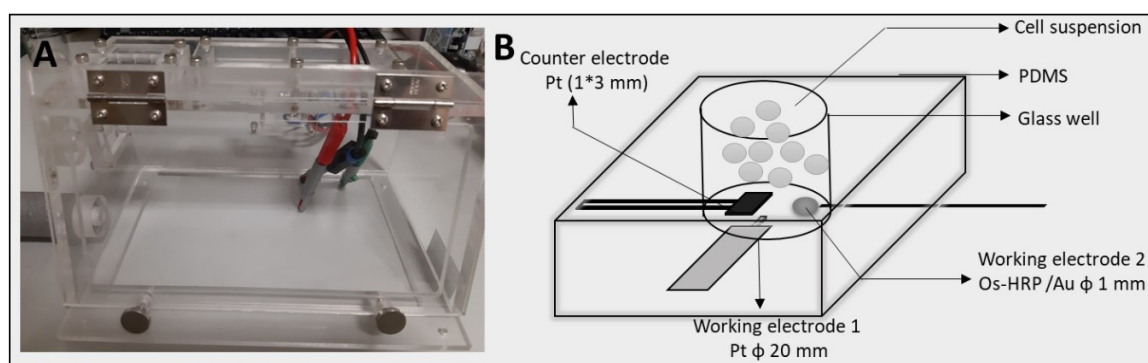 A
B
Cell suspension
Counter electrode
Pt (1*3 mm)
PDMS
Glass well
Working electrode 2
Os-HRP /Au ϕ 1 mm
Working electrode 1
Pt ϕ 20 mm